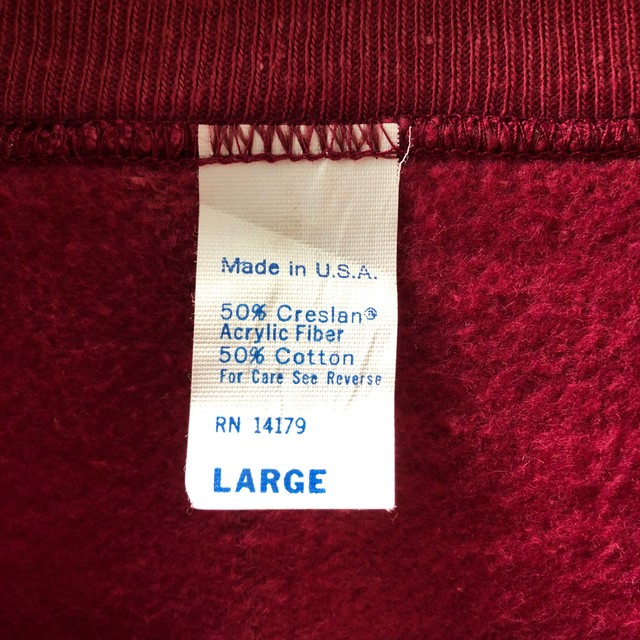 Made in U.S.A.
50% Creslan®
Acrylic Fiber
50% Cotton
For Care See Reverse
RN 14179
LARGE